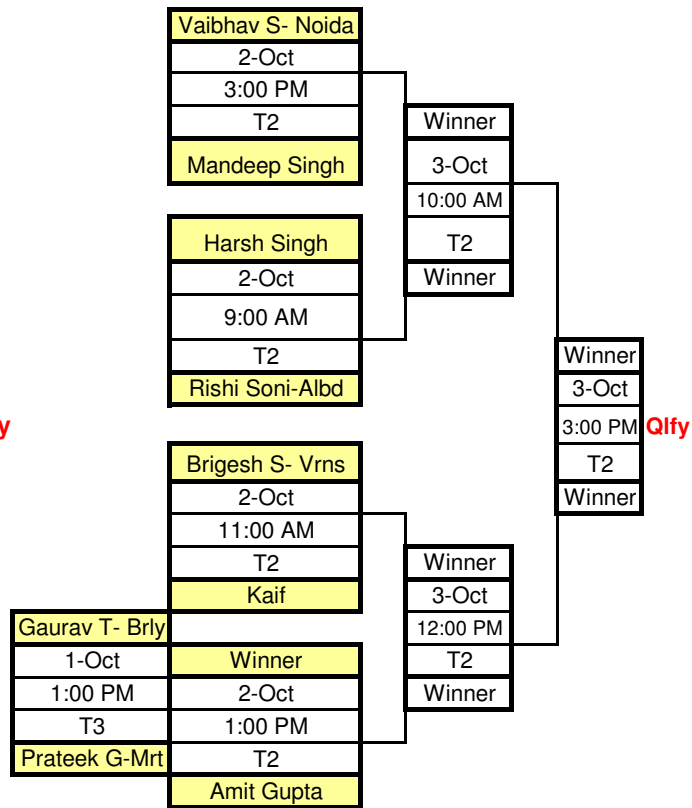 Vaibhav S- Noida
2-Oct
3:00 PM
T2
Mandeep Singh
Harsh Singh
2-Oct
9:00 AM
T2
Rishi Soni-Albd
Brigesh S- Vrns
2-Oct
11:00 AM
T2
Kaif
Gaurav T- Brly
1-Oct
1:00 PM
T3
Prateek G-Mrt
Winner
2-Oct
1:00 PM
T2
Amit Gupta
Winner
3-Oct
10:00 AM
T2
Winner
Winner
3-Oct
12:00 PM
T2
Winner
Winner
3-Oct
3:00 PM Qlfy
T2
Winner
y